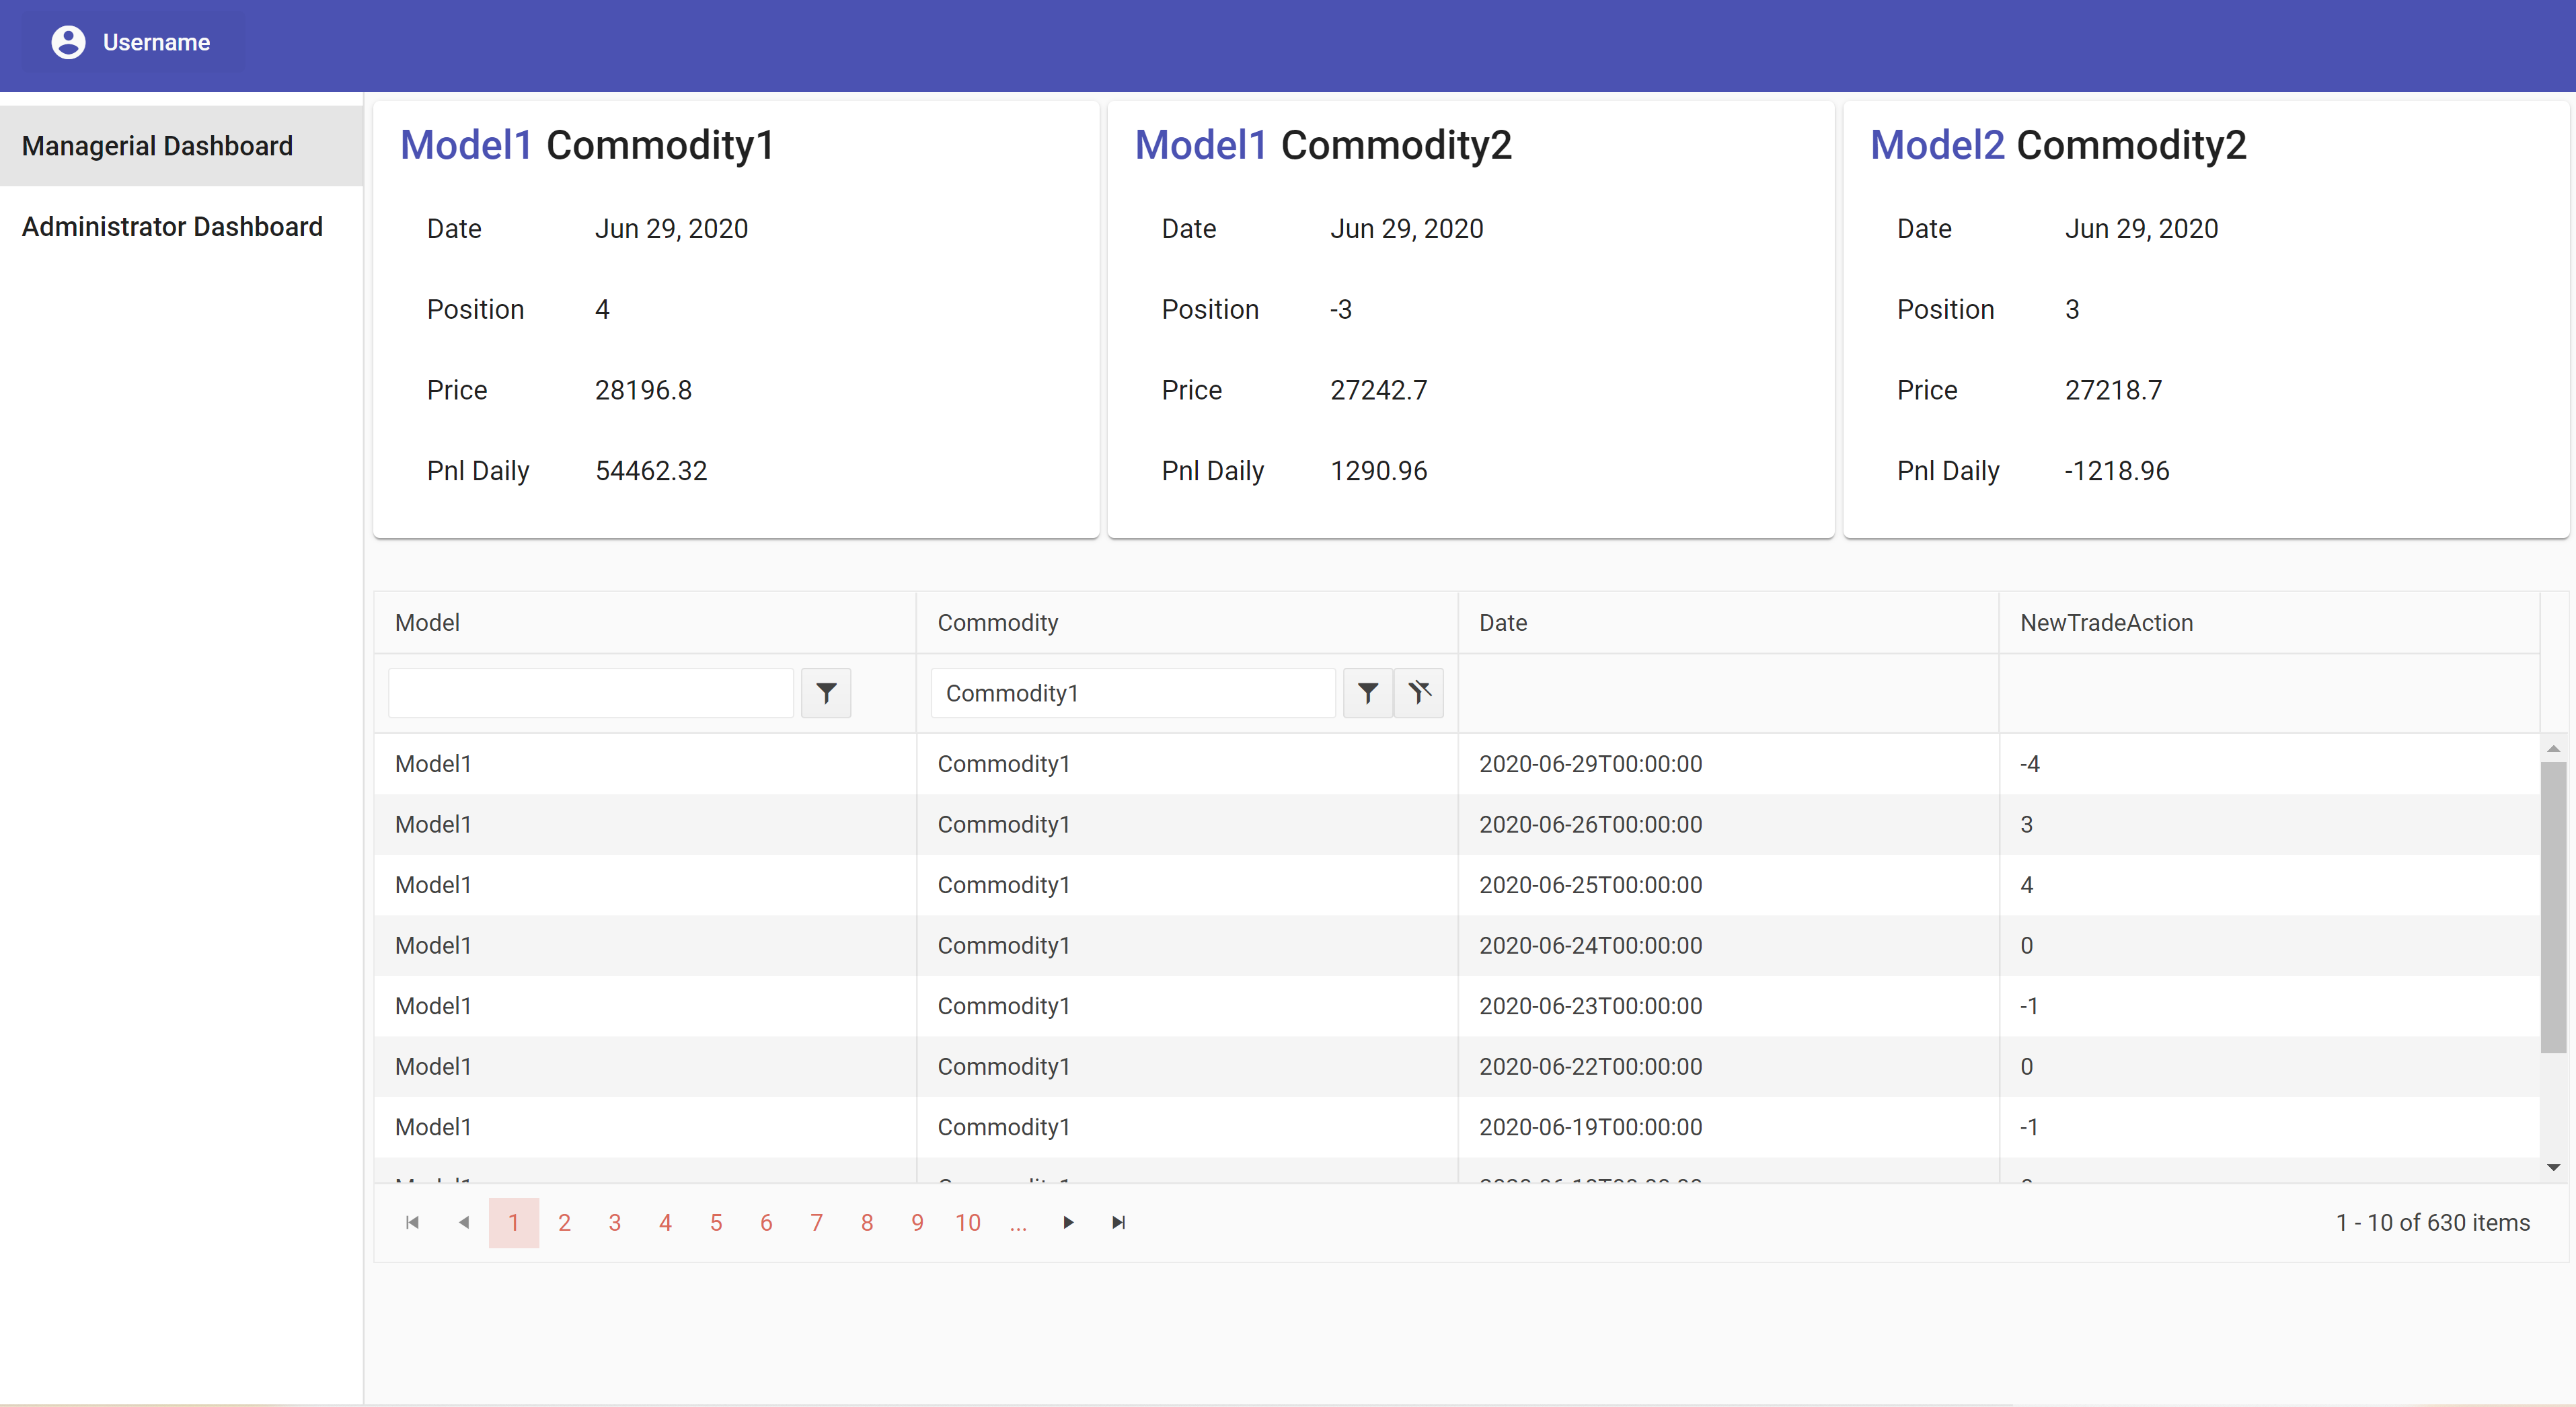 Username
Managerial Dashboard
Administrator Dashboard
Model1 Commodity1
Date Jun 29, 2020
Position 4
Price 28196.8
Pnl Daily 54462.32
Model1 Commodity2
Date Jun 29, 2020
Position -3
Price 27242.7
Pnl Daily 1290.96
Model2 Commodity2
Date Jun 29, 2020
Position 3
Price 27218.7
Pnl Daily -1218.96
Model Commodity Date NewTradeAction
Commodity1
Model1 Commodity1 2020-06-29T00:00:00 -4
Model1 Commodity1 2020-06-26T00:00:00 3
Model1 Commodity1 2020-06-25T00:00:00 4
Model1 Commodity1 2020-06-24T00:00:00 0
Model1 Commodity1 2020-06-23T00:00:00 -1
Model1 Commodity1 2020-06-22T00:00:00 0
Model1 Commodity1 2020-06-19T00:00:00 -1
1 2 3 4 5 6 7 8 9 10 ... 1 - 10 of 630 items